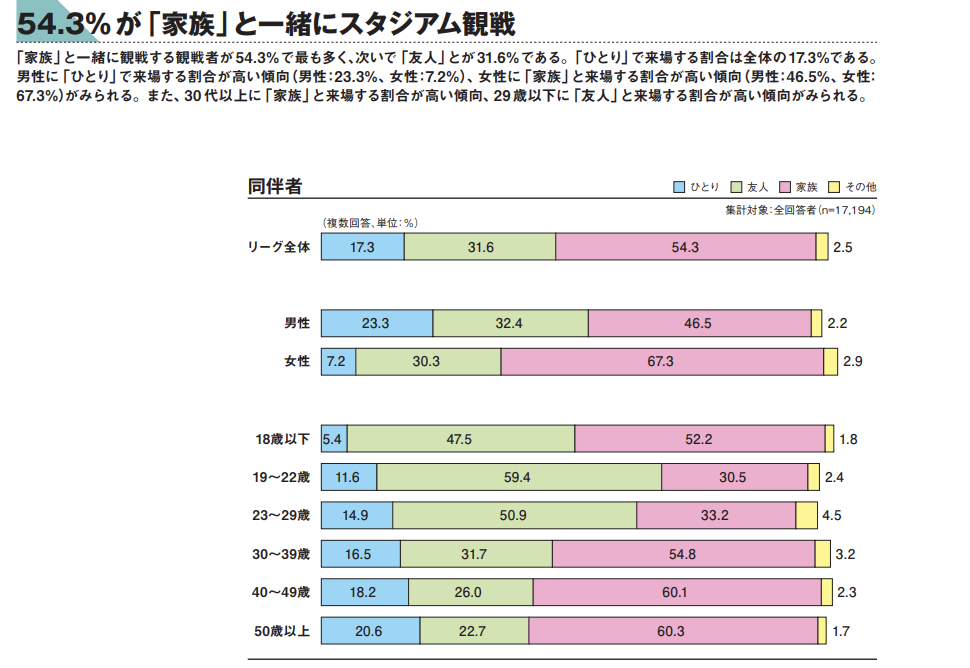 54.3%が「家族」と一緒にスタジアム観戦
「家族」と一緒に観戦する観戦者が54.3%で最も多く、次いで「友人」とが31.6%である。「ひとり」で来場する割合は全体の17.3%である。
男性に「ひとり」で来場する割合が高い傾向（男性：23.3%、女性：7.2%）、女性に「家族」と来場する割合が高い傾向（男性：46.5%、女性：
67.3%）がみられる。また、30代以上に「家族」と来場する割合が高い傾向、29歳以下に「友人」と来場する割合が高い傾向がみられる。
同伴者
ひとり 友人 家族 その他
集計対象：全回答者（n=17,194）
（複数回答、単位：%）
リーグ全体 17.3 31.6 54.3 2.5
男性 23.3 32.4 46.5 2.2
女性 7.2 30.3 67.3 2.9
18歳以下 5.4 47.5 52.2 1.8
19〜22歳 11.6 59.4 30.5 2.4
23〜29歳 14.9 50.9 33.2 4.5
30〜39歳 16.5 31.7 54.8 3.2
40〜49歳 18.2 26.0 60.1 2.3
50歳以上 20.6 22.7 60.3 1.7